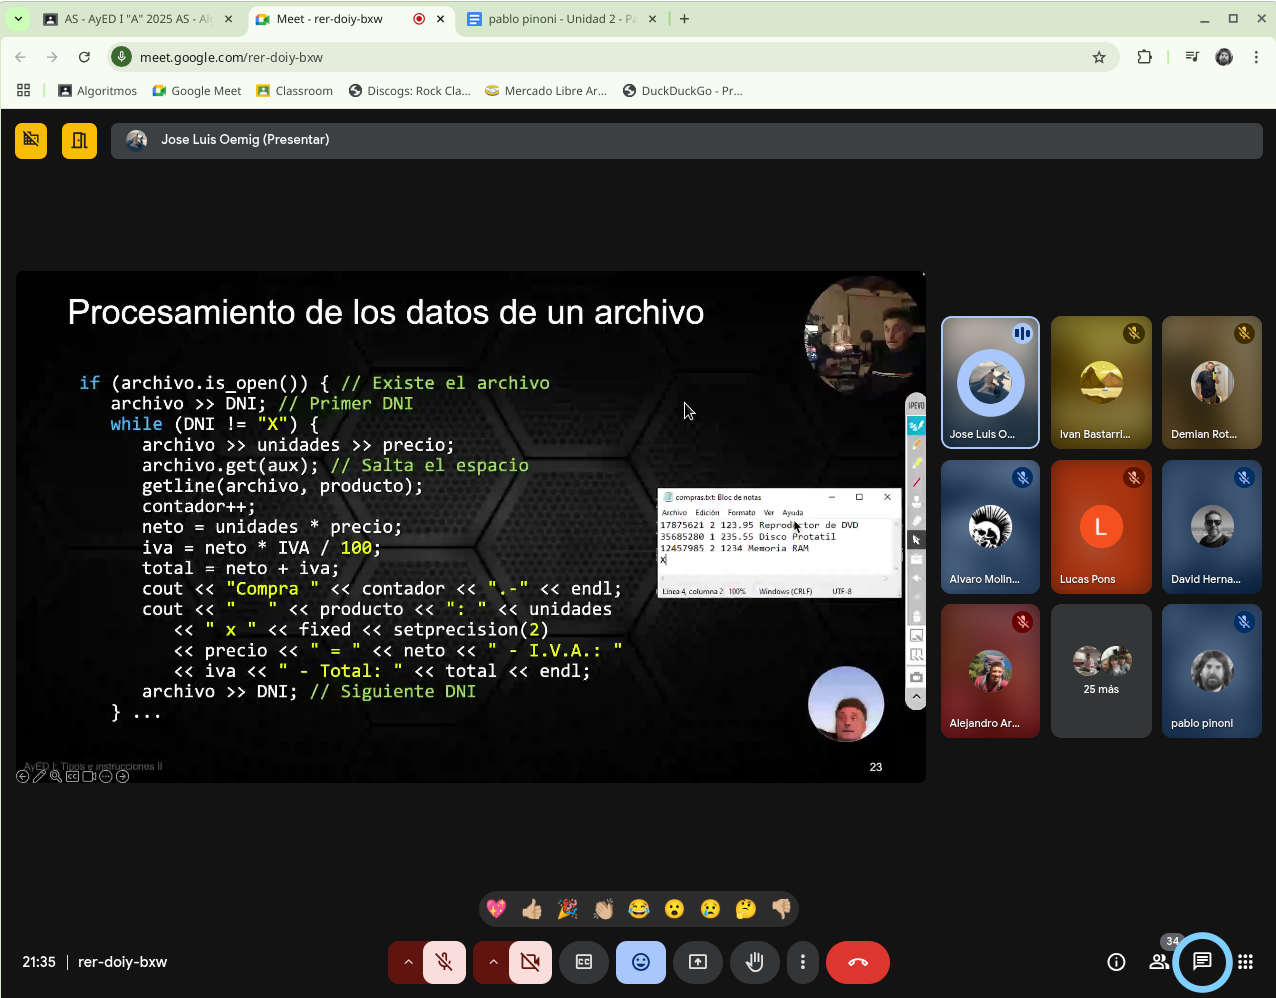 AS - AyED I "A" 2025 AS - Al
Meet - rer-doiy-bxw
pablo pinoni - Unidad 2 - P
meet.google.com/rer-doiy-bxw
Algoritmos
Google Meet
Classroom
Discogs: Rock Cla...
Mercado Libre Ar...
DuckDuckGo - Pr...
Jose Luis Oemig (Presentar)
Procesamiento de los datos de un archivo
if (archivo.is_open()) { // Existe el archivo
archivo >> DNI; // Primer DNI
while (DNI != "X") {
archivo >> unidades >> precio;
archivo.get(aux); // Salta el espacio
getline(archivo, producto);
contador++;
neto = unidades * precio;
iva = neto * IVA / 100;
total = neto + iva;
cout << "Compra " << contador << ".-" << endl;
cout << "   " << producto << ": " << unidades
<< " x " << fixed << setprecision(2)
<< precio << " = " << neto << " - I.V.A.: "
<< iva << " - Total: " << total << endl;
archivo >> DNI; // Siguiente DNI
} ...
compras.txt: Bloc de notas
Archivo Edición Formato Ver Ayuda
17875621 2 123.95 Reproductor de DVD
35685280 1 235.55 Disco Protatil
12457985 2 1234 Memoria RAM
X
Línea 4, columna 2 100% Windows (CRLF) UTF-8
IPEVO
AyED I: Tipos e instrucciones II
23
Jose Luis O...
Ivan Bastarri...
Demian Rot...
Alvaro Molin...
L
Lucas Pons
David Herna...
Alejandro Ar...
25 más
pablo pinoni
21:35 | rer-doiy-bxw
34